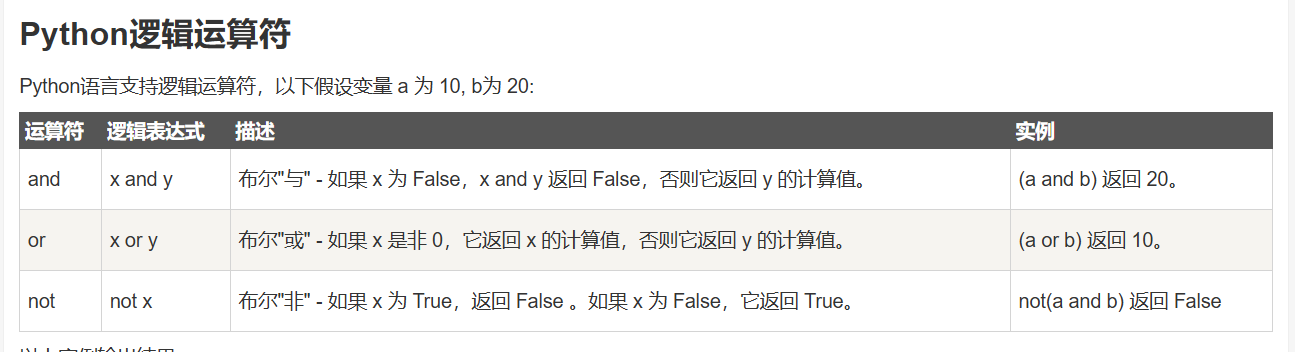 Python逻辑运算符
Python语言支持逻辑运算符，以下假设变量 a 为 10, b为 20:
运算符 逻辑表达式 描述 实例
and x and y 布尔"与" - 如果 x 为 False，x and y 返回 False，否则它返回 y 的计算值。 (a and b) 返回 20。
or x or y 布尔"或" - 如果 x 是非 0，它返回 x 的计算值，否则它返回 y 的计算值。 (a or b) 返回 10。
not not x 布尔"非" - 如果 x 为 True，返回 False 。如果 x 为 False，它返回 True。 not(a and b) 返回 False